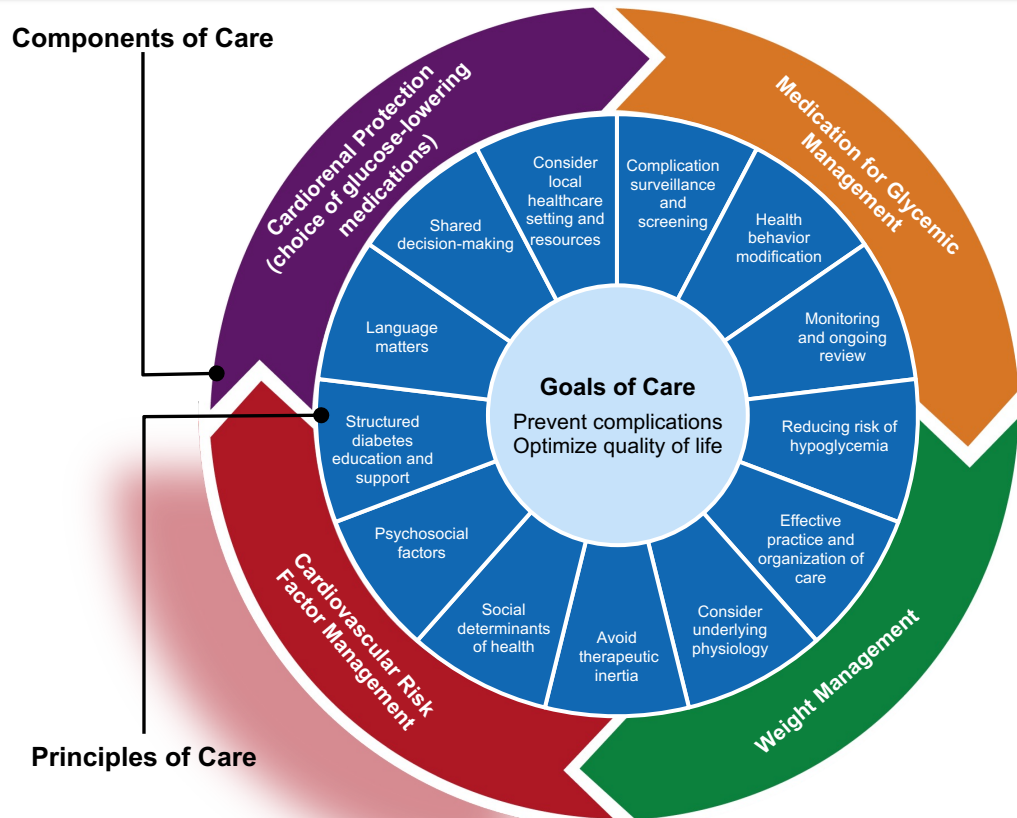 Components of Care
Cardiorenal Protection
(choice of glucose-lowering
medications)
Medication for Glycemic
Management
Weight Management
Cardiovascular Risk
Factor Management
Principles of Care
Consider
local
healthcare
setting and
resources
Complication
surveillance
and
screening
Health
behavior
modification
Monitoring
and ongoing
review
Reducing risk of
hypoglycemia
Effective
practice and
organization of
care
Consider
underlying
physiology
Avoid
therapeutic
inertia
Social
determinants
of health
Psychosocial
factors
Structured
diabetes
education and
support
Language
matters
Shared
decision-making
Goals of Care
Prevent complications
Optimize quality of life